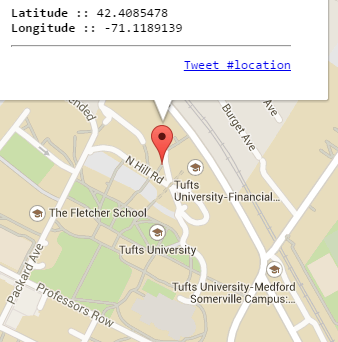 Latitude :: 42.4085478
Longitude :: -71.1189139
Tweet #location
ended
Burget Ave
N Hill Rd
Tufts
University-Financial...
The Fletcher School
Tufts University
Packard Ave
Tufts University-Medford
Somerville Campus:...
Professors Row